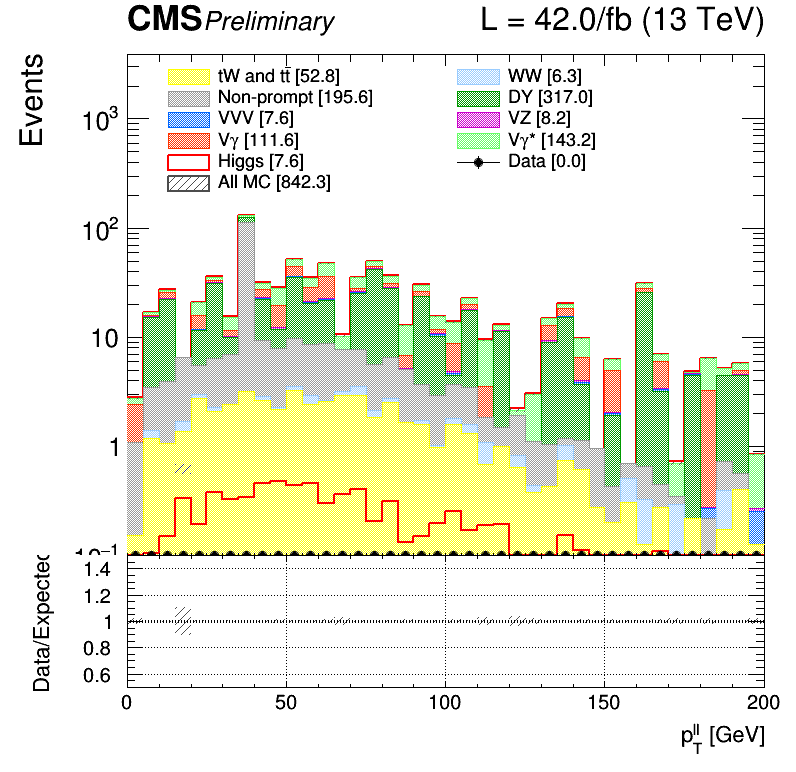 CMS Preliminary L = 42.0/fb (13 TeV)
Events
tW and tt̄ [52.8] WW [6.3]
Non-prompt [195.6] DY [317.0]
VVV [7.6] VZ [8.2]
Vγ [111.6] Vγ* [143.2]
Higgs [7.6] Data [0.0]
All MC [842.3]
10³
10²
10
1
10⁻¹
Data/Expected
1.4
1.2
1
0.8
0.6
0 50 100 150 200
p_T^ll [GeV]